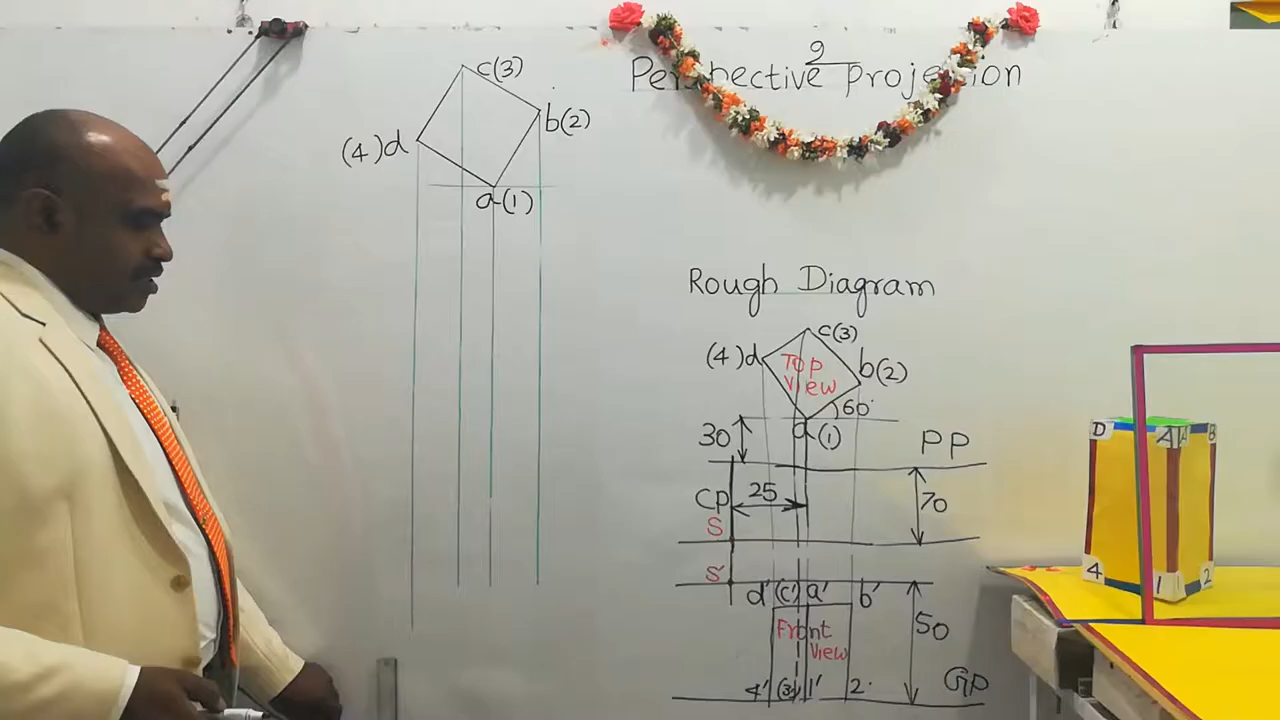 9
Perspective projection
c(3)
b(2)
(4)d
a(1)
Rough Diagram
c(3)
(4)d
Top
View
b(2)
60°
30
a(1)
PP
CP
25
70
S
S'
d' (c') a' b'
Front
View
50
4' (3') 1' 2'
GP
D A B
4 1 2